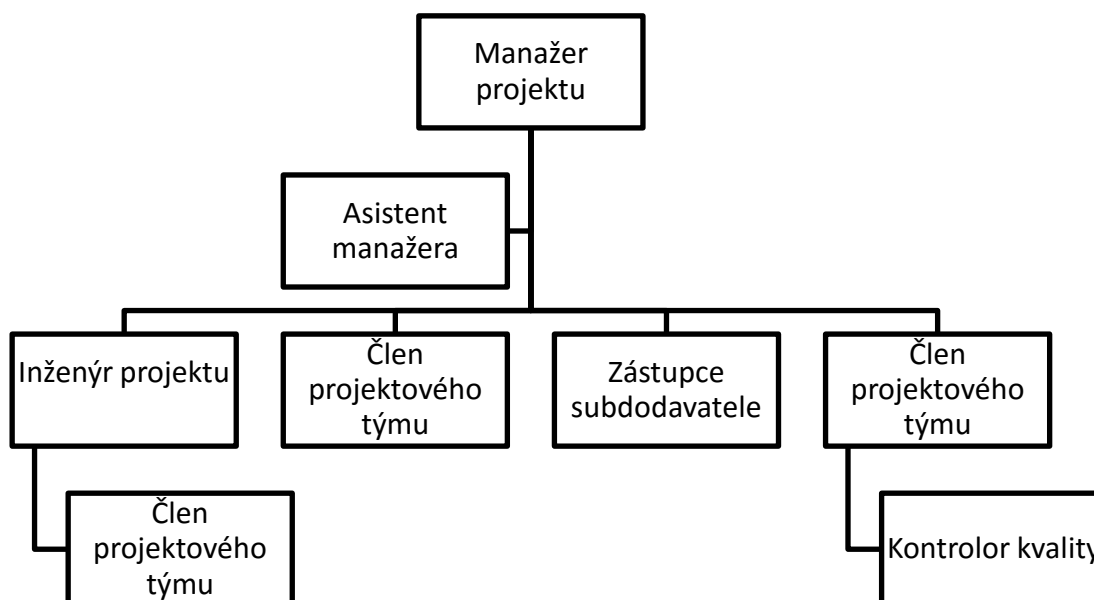 Manažer
projektu
Asistent
manažera
Inženýr projektu
Člen
projektového
týmu
Zástupce
subdodavatele
Člen
projektového
týmu
Člen
projektového
týmu
Kontrolor kvality